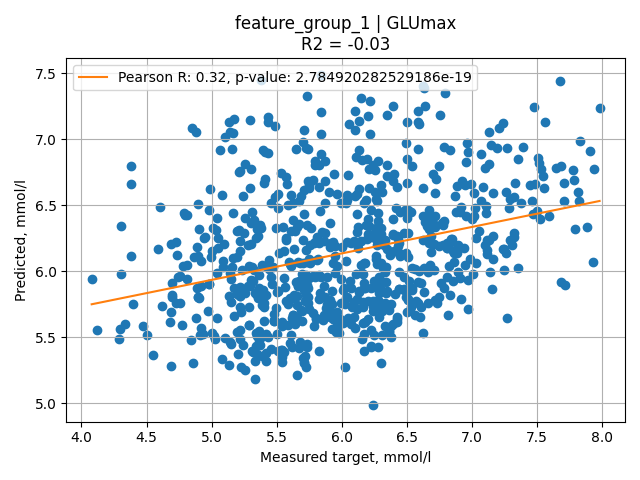 feature_group_1 | GLUmax
R2 = -0.03
Pearson R: 0.32, p-value: 2.784920282529186e-19
7.5
7.0
6.5
6.0
5.5
5.0
Predicted, mmol/l
4.0 4.5 5.0 5.5 6.0 6.5 7.0 7.5 8.0
Measured target, mmol/l